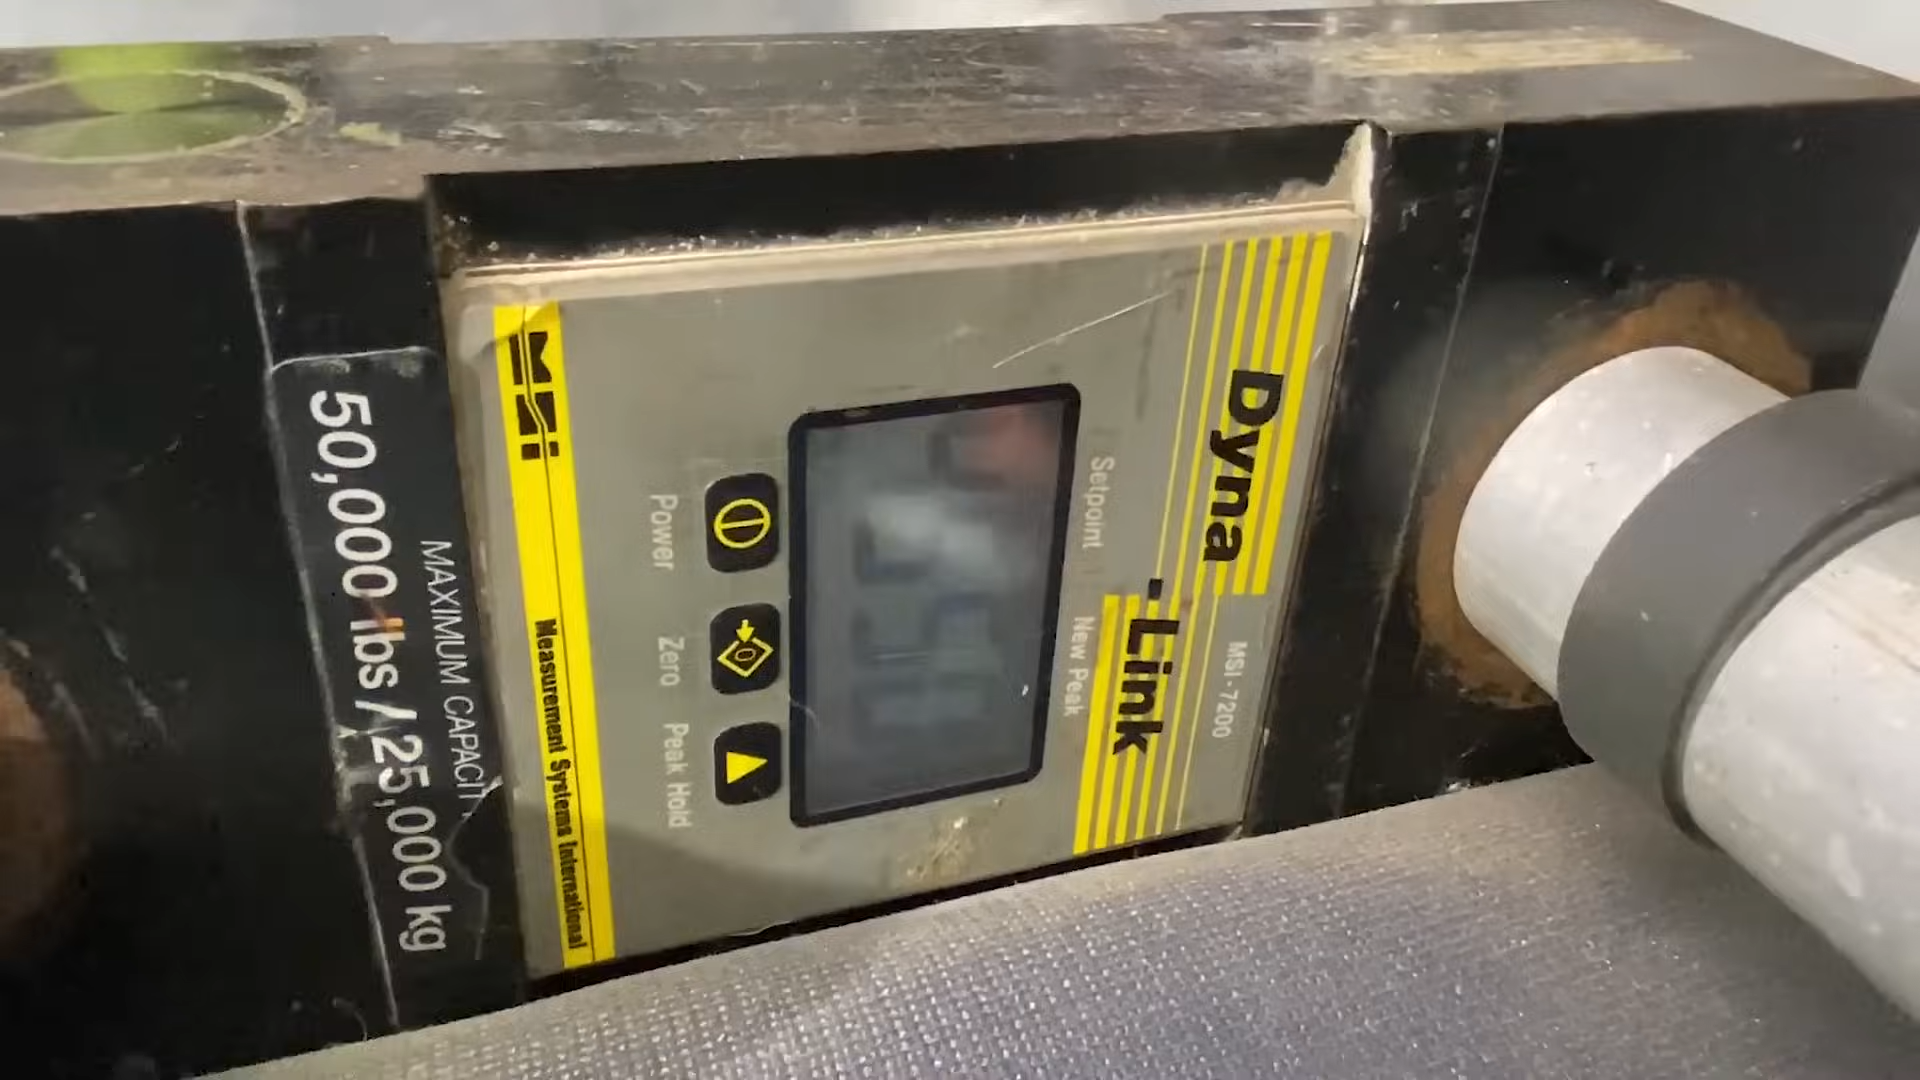 Dyna-Link
MSI-7200
Setpoint
New Peak
Power
Zero
Peak Hold
MSI
Measurement Systems International
MAXIMUM CAPACIT
50,000 lbs / 25,000 kg